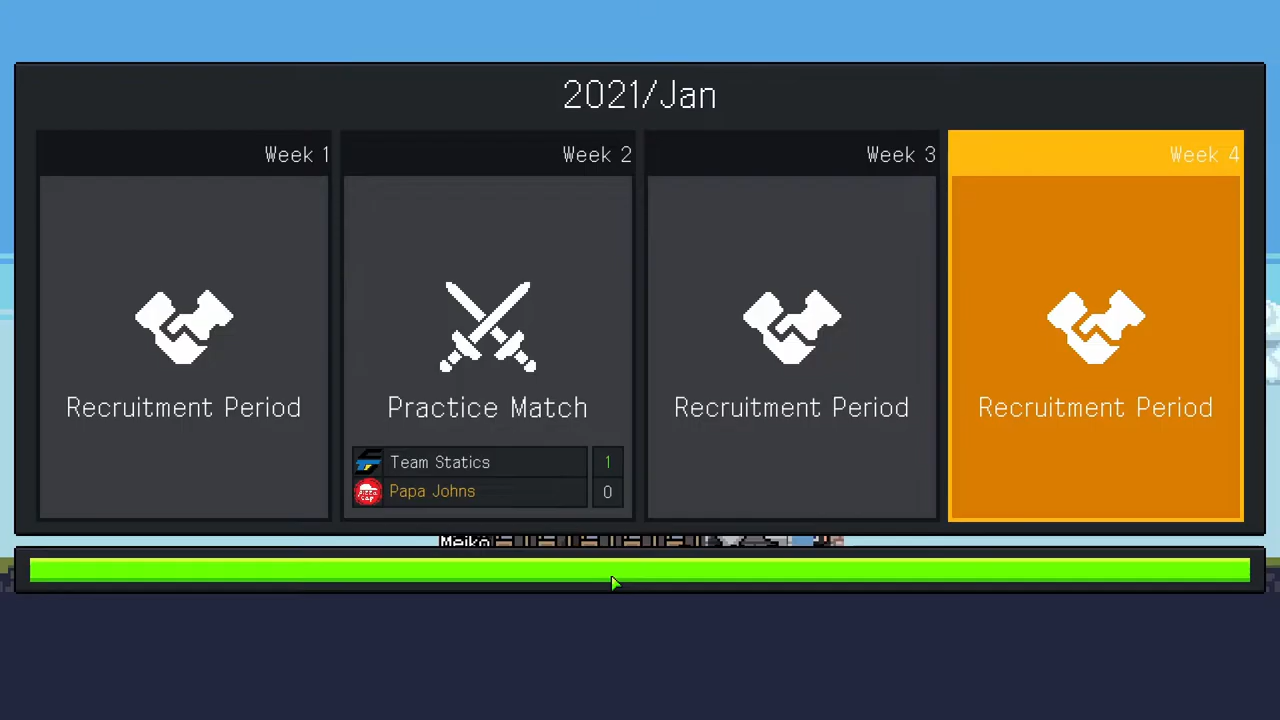 2021/Jan
Week 1
Week 2
Week 3
Week 4
Recruitment Period
Practice Match
Recruitment Period
Recruitment Period
Team Statics 1
Papa Johns 0
Meiko